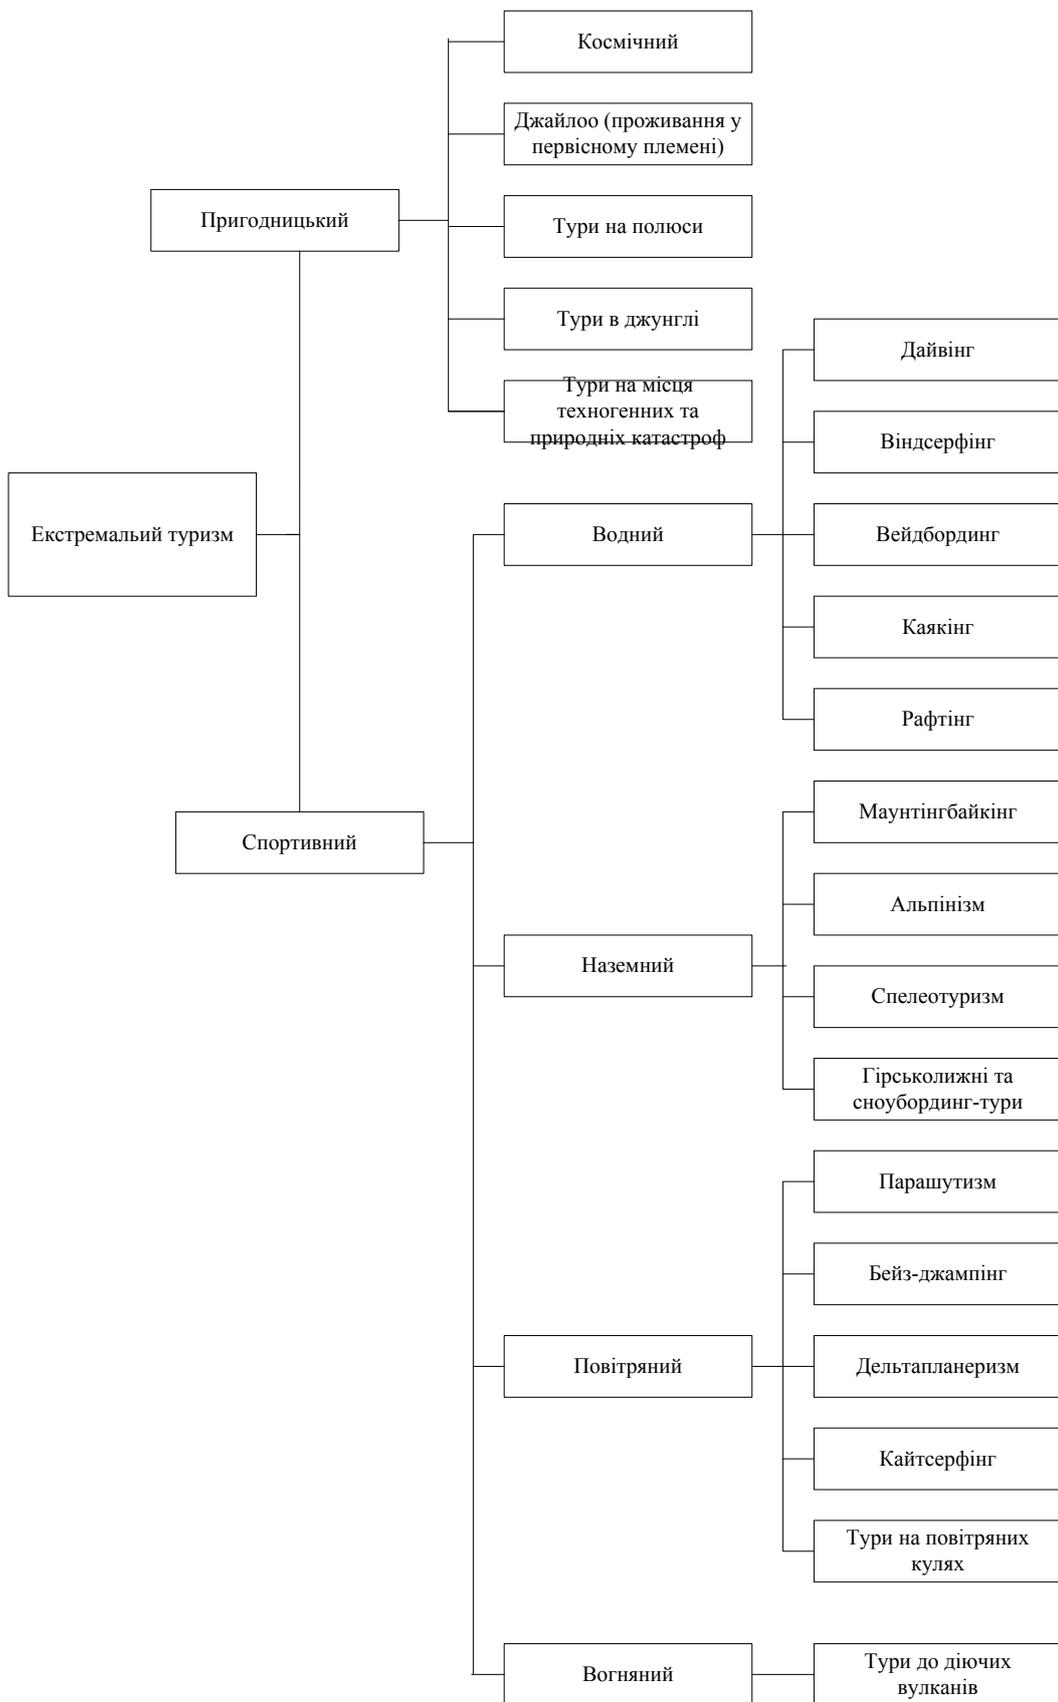 Космічний
Джайлоо (проживання у
первісному племені)
Пригодницький
Тури на полюси
Тури в джунглі
Дайвінг
Тури на місця
техногенних та
природніх катастроф
Віндсерфінг
Екстремальий туризм
Водний
Вейдбординг
Каякінг
Рафтінг
Маунтінгбайкінг
Спортивний
Альпінізм
Наземний
Спелеотуризм
Гірськолижні та
сноубординг-тури
Парашутизм
Бейз-джампінг
Повітряний
Дельтапланеризм
Кайтсерфінг
Тури на повітряних
кулях
Вогняний
Тури до діючих
вулканів